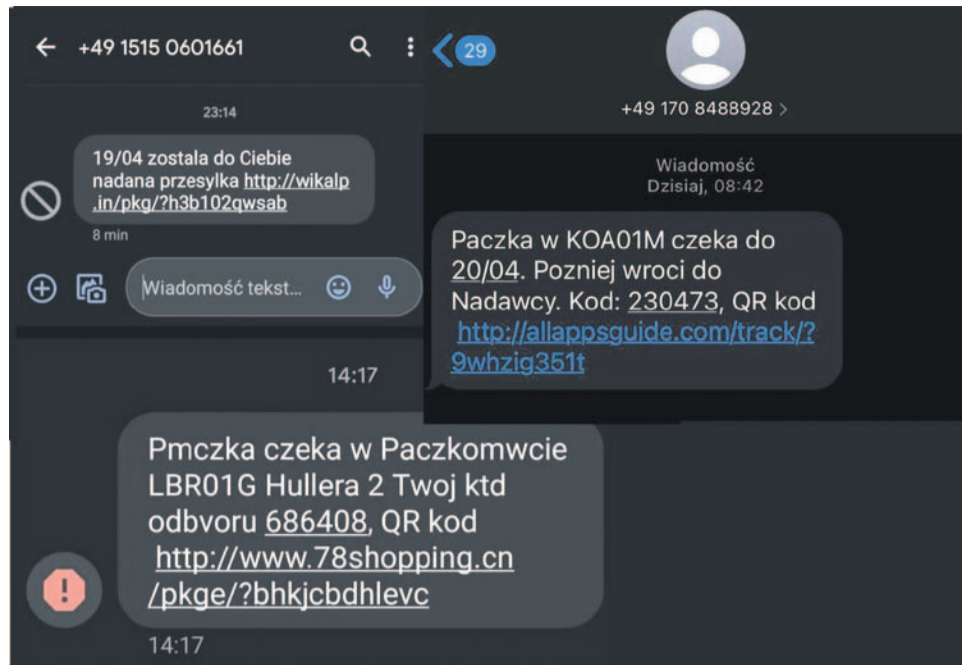 +49 1515 0601661
23:14
19/04 zostala do Ciebie
nadana przesylka http://wikalp
.in/pkg/?h3b102qwsab
8 min
Wiadomość tekst...
29
+49 170 8488928 >
Wiadomość
Dzisiaj, 08:42
Paczka w KOA01M czeka do
20/04. Pozniej wroci do
Nadawcy. Kod: 230473, QR kod
http://allappsguide.com/track/?
9whzig351t
14:17
Pmczka czeka w Paczkomwcie
LBR01G Hullera 2 Twoj ktd
odbvoru 686408, QR kod
http://www.78shopping.cn
/pkge/?bhkjcbdhlevc
14:17